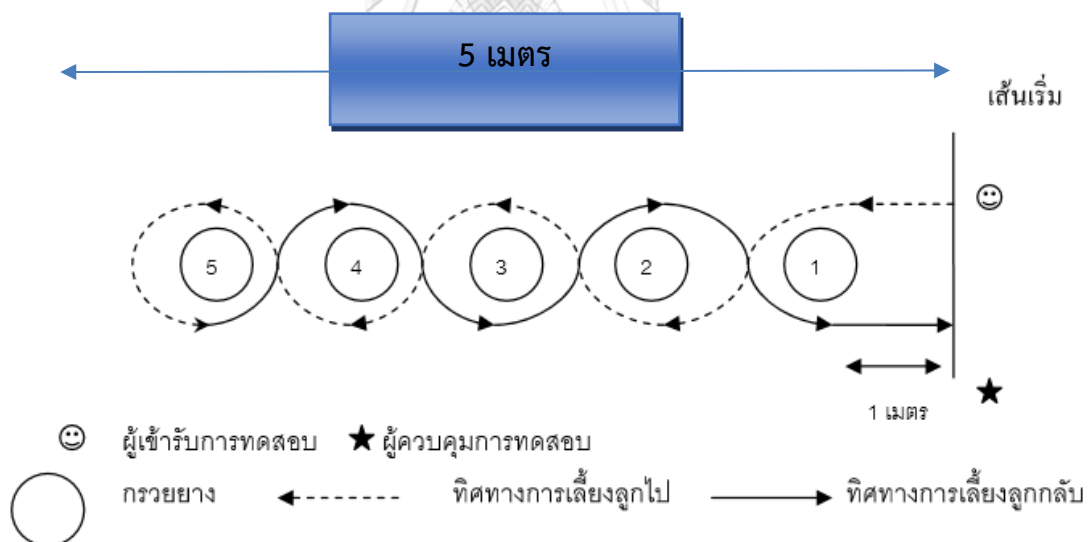 5 เมตร
เส้นเริ่ม
5 4 3 2 1
1 เมตร
ผู้เข้ารับการทดสอบ ผู้ควบคุมการทดสอบ
กรวยยาง ทิศทางการเลี้ยงลูกไป ทิศทางการเลี้ยงลูกกลับ